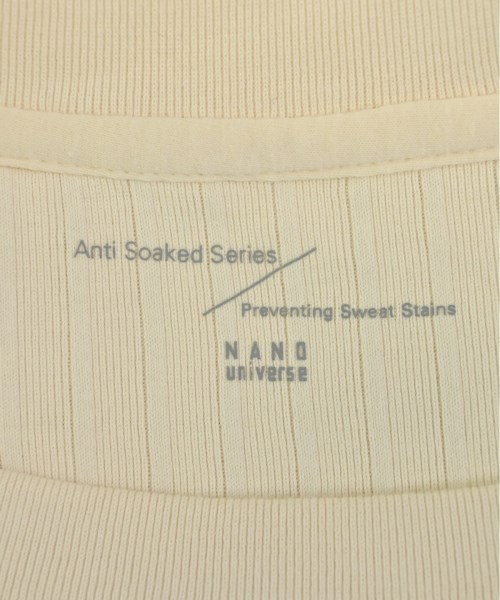 Anti Soaked Series
Preventing Sweat Stains
NANO
universe